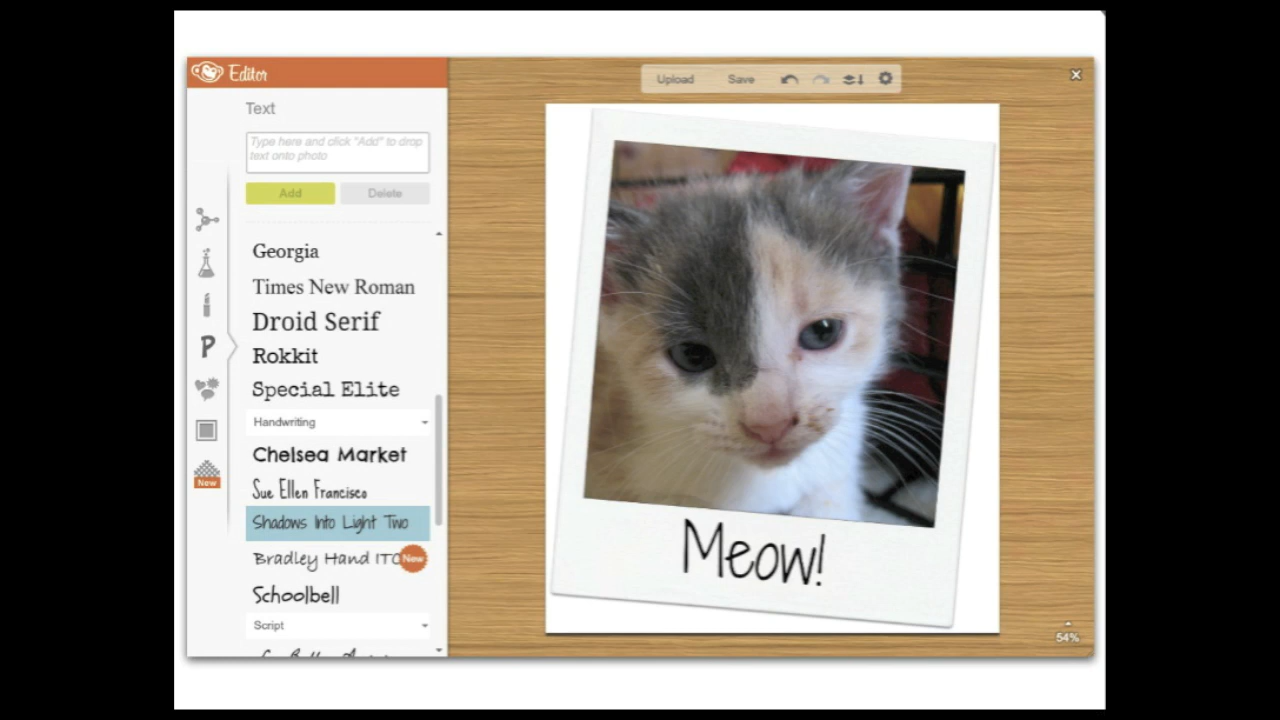 Editor
Upload Save
Text
Type here and click "Add" to drop
text onto photo
Add Delete
Georgia
Times New Roman
Droid Serif
Rokkit
Special Elite
Handwriting
Chelsea Market
Sue Ellen Francisco
Shadows Into Light Two
Bradley Hand ITC New
Schoolbell
Script
P
New
Meow!
54%